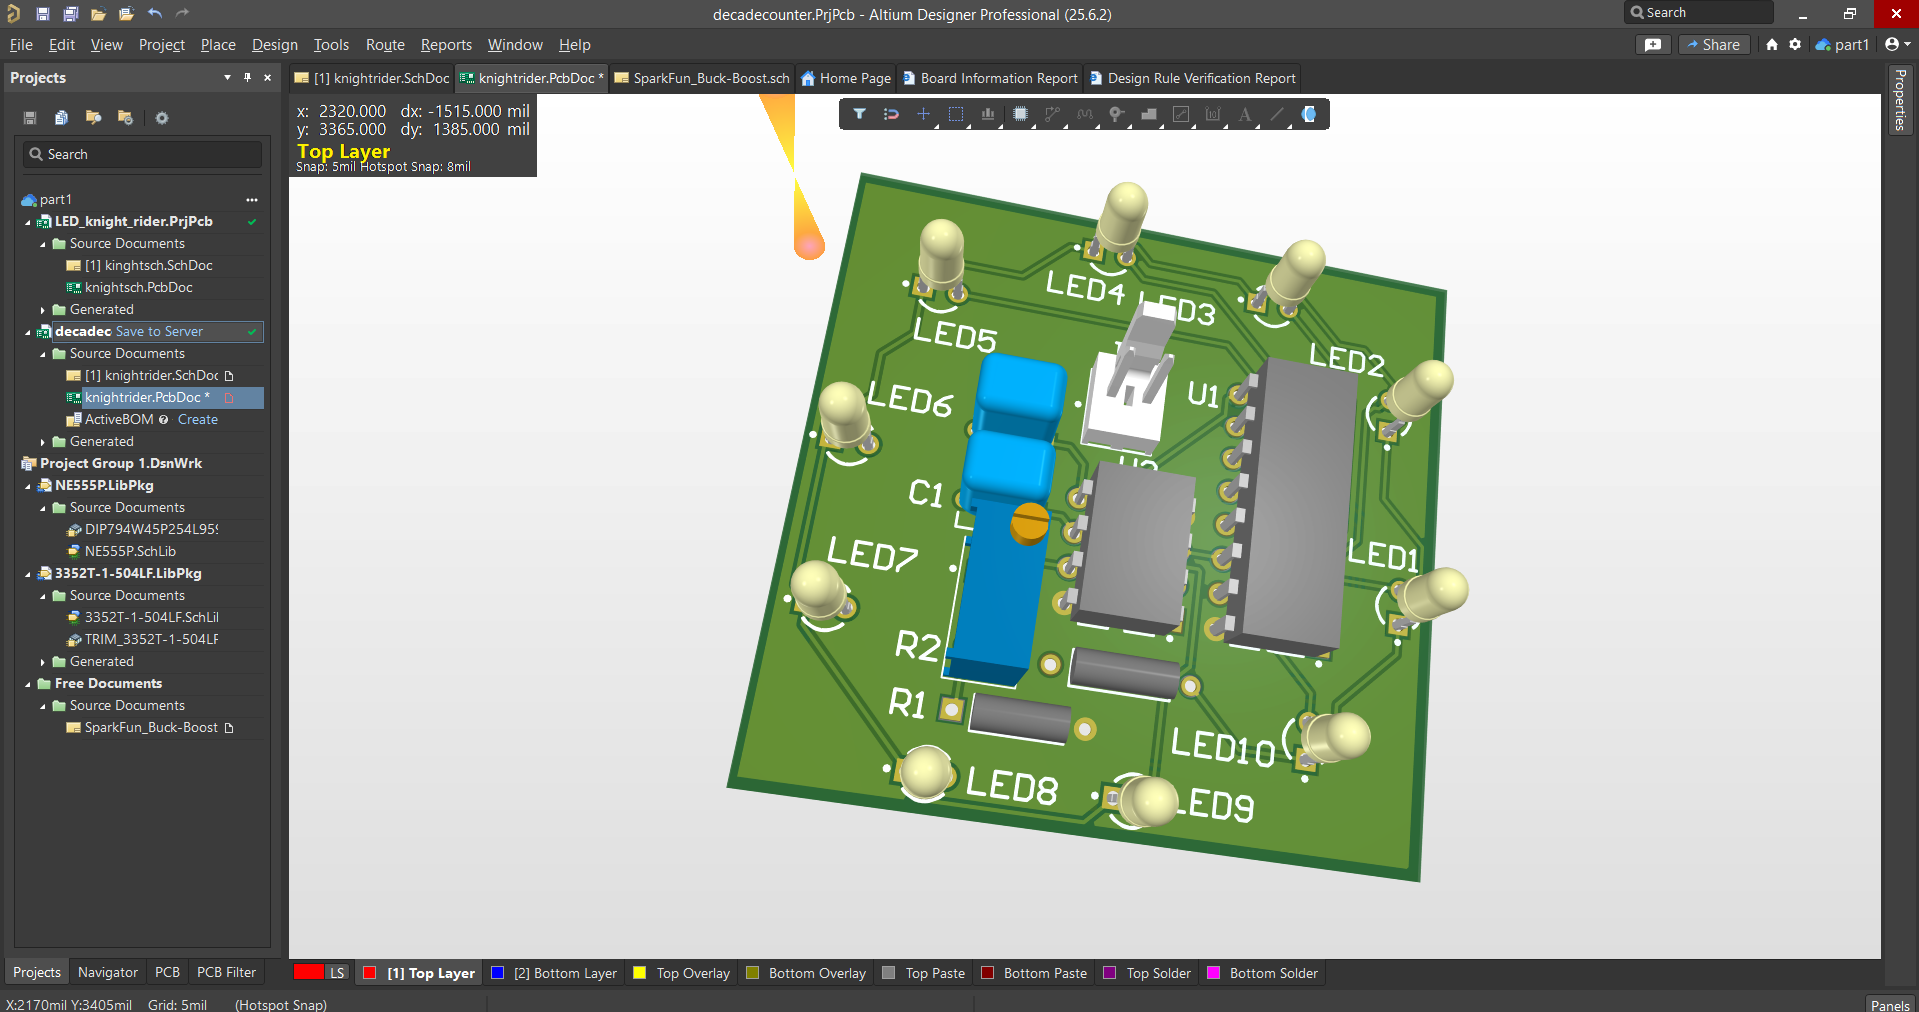 decadecounter.PrjPcb - Altium Designer Professional (25.6.2)
Search
File Edit View Project Place Design Tools Route Reports Window Help
Share
part1
Projects
[1] knightrider.SchDoc
knightrider.PcbDoc *
SparkFun_Buck-Boost.sch
Home Page
Board Information Report
Design Rule Verification Report
Properties
x: 2320.000 dx: -1515.000 mil
y: 3365.000 dy: 1385.000 mil
Top Layer
Snap: 5mil Hotspot Snap: 8mil
Search
part1
LED_knight_rider.PrjPcb
Source Documents
[1] kinghtsch.SchDoc
knightsch.PcbDoc
Generated
decadec Save to Server
Source Documents
[1] knightrider.SchDoc
knightrider.PcbDoc *
ActiveBOM Create
Generated
Project Group 1.DsnWrk
NE555P.LibPkg
Source Documents
DIP794W45P254L959
NE555P.SchLib
3352T-1-504LF.LibPkg
Source Documents
3352T-1-504LF.SchLi
TRIM_3352T-1-504LF
Generated
Free Documents
Source Documents
SparkFun_Buck-Boost
LED4
LED3
LED5
LED2
LED6
U1
U2
C1
LED7
LED1
R2
R1
LED10
LED8
LED9
Projects Navigator PCB PCB Filter
LS
[1] Top Layer
[2] Bottom Layer
Top Overlay
Bottom Overlay
Top Paste
Bottom Paste
Top Solder
Bottom Solder
X:2170mil Y:3405mil Grid: 5mil (Hotspot Snap)
Panels